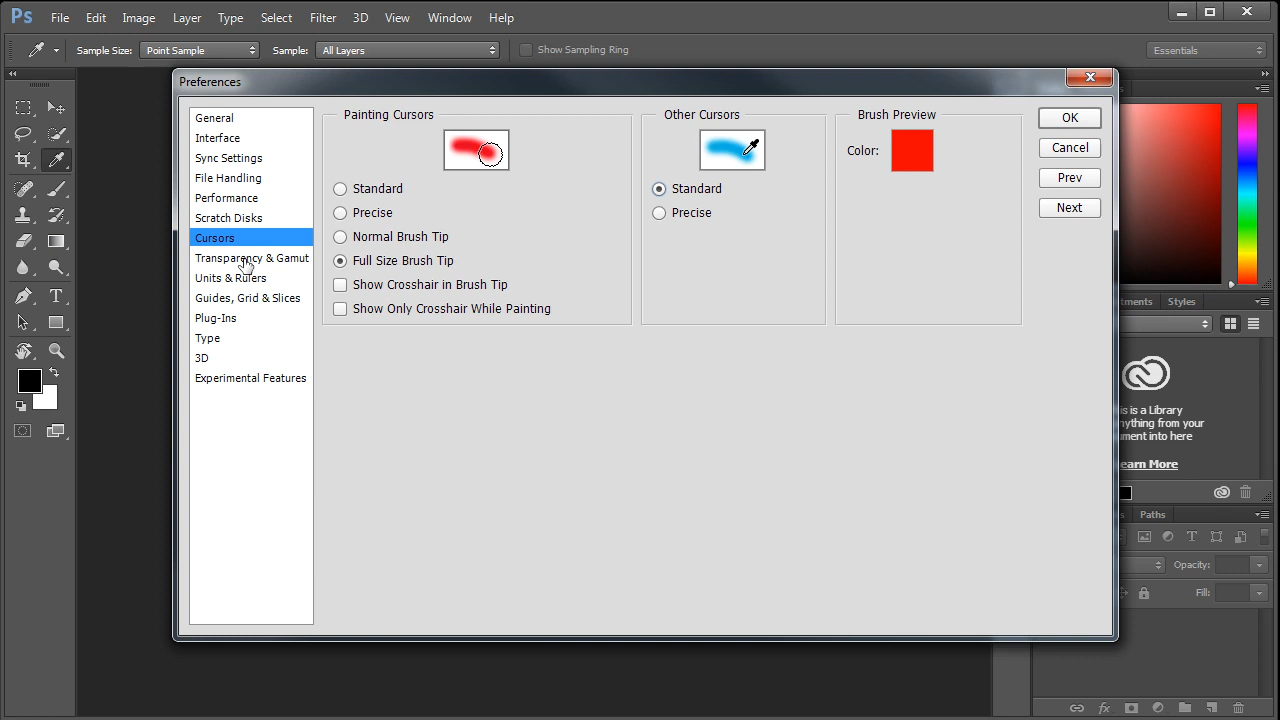 Ps File Edit Image Layer Type Select Filter 3D View Window Help
Sample Size: Point Sample Sample: All Layers Show Sampling Ring Essentials
Preferences
General
Interface
Sync Settings
File Handling
Performance
Scratch Disks
Cursors
Transparency & Gamut
Units & Rulers
Guides, Grid & Slices
Plug-Ins
Type
3D
Experimental Features
Painting Cursors
Standard
Precise
Normal Brush Tip
Full Size Brush Tip
Show Crosshair in Brush Tip
Show Only Crosshair While Painting
Other Cursors
Standard
Precise
Brush Preview
Color:
OK
Cancel
Prev
Next
Styles
is is a Library
nything from your
ument into here
earn More
Paths
Opacity:
Fill:
fx